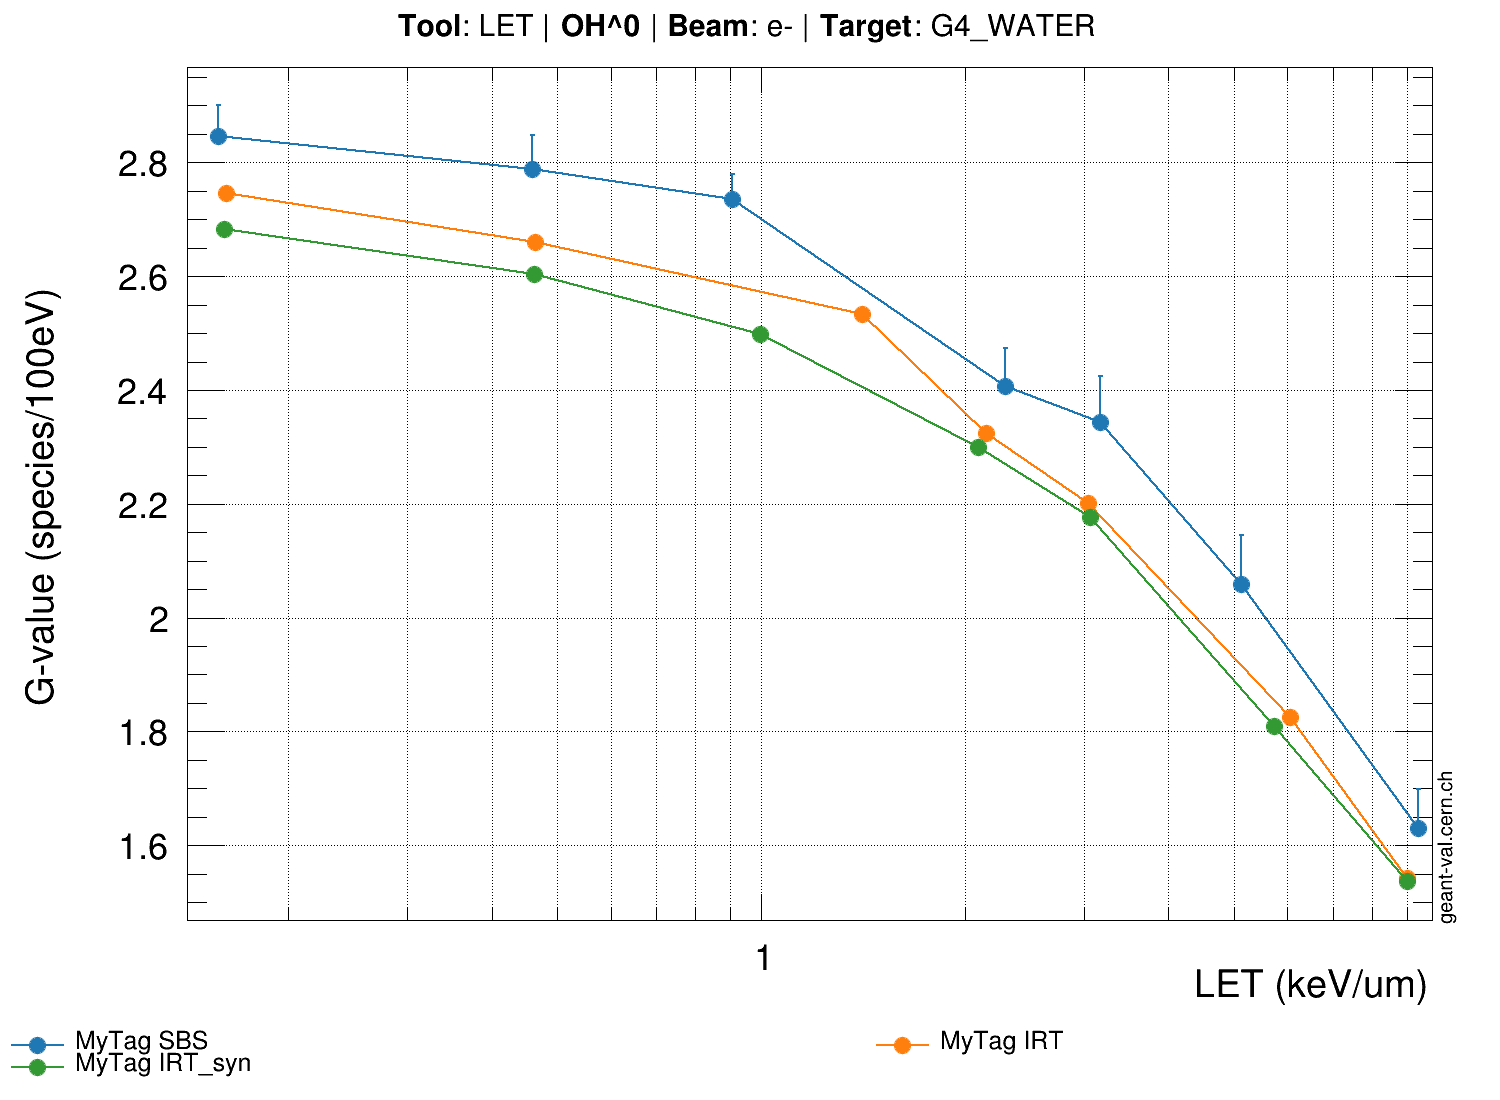 Tool: LET | OH^0 | Beam: e- | Target: G4_WATER
G-value (species/100eV)
2.8
2.6
2.4
2.2
2
1.8
1.6
1
LET (keV/um)
geant-val.cern.ch
MyTag SBS
MyTag IRT
MyTag IRT_syn